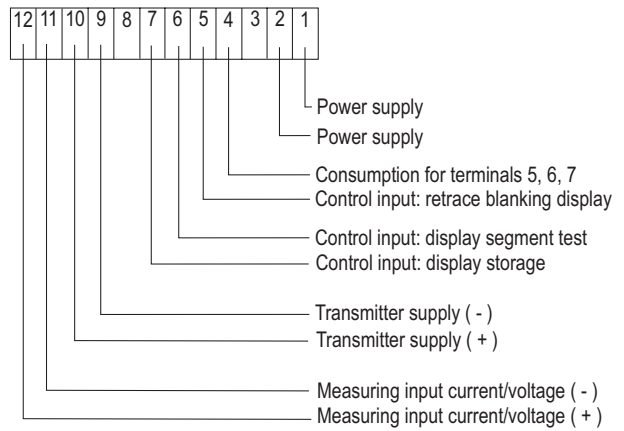 12 11 10 9 8 7 6 5 4 3 2 1
Power supply
Power supply
Consumption for terminals 5, 6, 7
Control input: retrace blanking display
Control input: display segment test
Control input: display storage
Transmitter supply ( - )
Transmitter supply ( + )
Measuring input current/voltage ( - )
Measuring input current/voltage ( + )